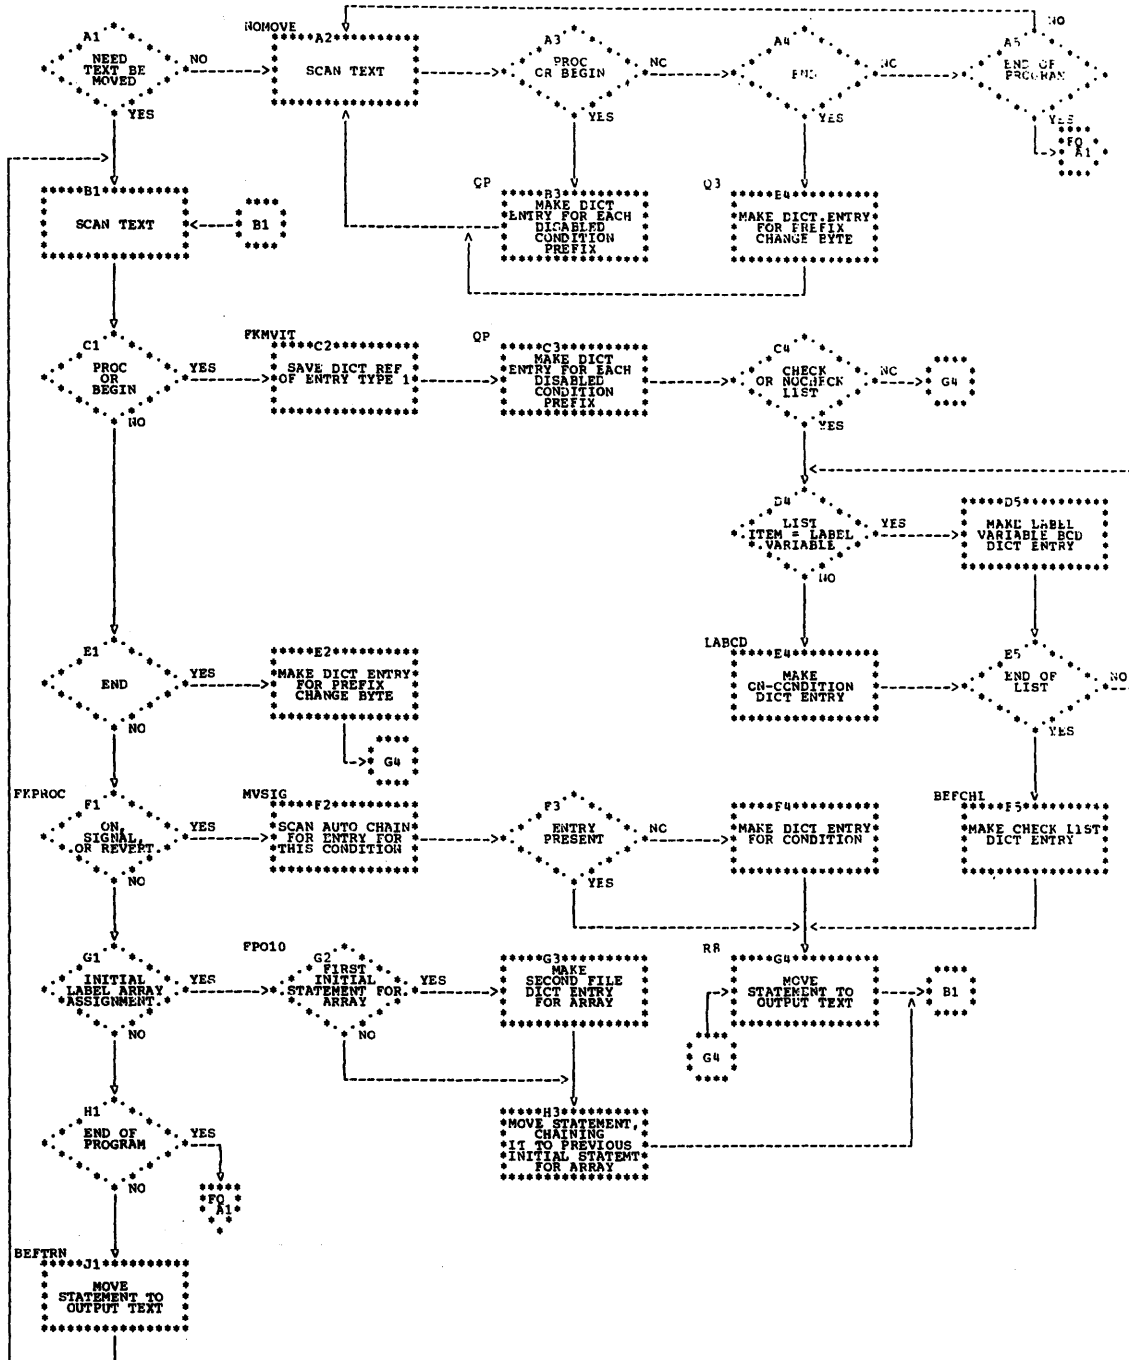 NO
NOMOVE
A1
NEED
TEXT BE
MOVED
NO
YES
A2
SCAN TEXT
A3
PROC
CR BEGIN
NC
YES
A4
END
NC
YES
A5
END OF
PROGRAM
YES
FQ
A1
B1
SCAN TEXT
B1
QP
B3
MAKE DICT
ENTRY FOR EACH
DISABLED
CONDITION
PREFIX
Q3
E4
MAKE DICT.ENTRY
FOR PREFIX
CHANGE BYTE
C1
PROC
OR
BEGIN
YES
NO
FKMVIT
C2
SAVE DICT REF
OF ENTRY TYPE 1
QP
C3
MAKE DICT
ENTRY FOR EACH
DISABLED
CONDITION
PREFIX
C4
CHECK
OR NOCHECK
LIST
NC
YES
G4
D4
LIST
ITEM = LABEL
VARIABLE
YES
NO
D5
MAKE LABEL
VARIABLE BCD
DICT ENTRY
E1
END
YES
NO
E2
MAKE DICT ENTRY
FOR PREFIX
CHANGE BYTE
G4
LABCD
E4
MAKE
CN-CCNDITION
DICT ENTRY
E5
END OF
LIST
NO
YES
FKPROC
F1
ON,
SIGNAL,
OR REVERT
YES
NO
MVSIG
F2
SCAN AUTO CHAIN
FOR ENTRY FOR
THIS CONDITION
F3
ENTRY
PRESENT
NC
YES
F4
MAKE DICT ENTRY
FOR CONDITION
BEFCHL
F5
MAKE CHECK LIST
DICT ENTRY
G1
INITIAL
LABEL ARRAY
ASSIGNMENT
YES
NO
FPO10
G2
FIRST
INITIAL
STATEMENT FOR
ARRAY
YES
NO
G3
MAKE
SECOND FILE
DICT ENTRY
FOR ARRAY
RB
G4
MOVE
STATEMENT TO
OUTPUT TEXT
B1
G4
H1
END OF
PROGRAM
YES
NO
FQ
A1
H3
MOVE STATEMENT,
CHAINING
IT TO PREVIOUS
INITIAL STATEMT
FOR ARRAY
BEFTRN
J1
MOVE
STATEMENT TO
OUTPUT TEXT